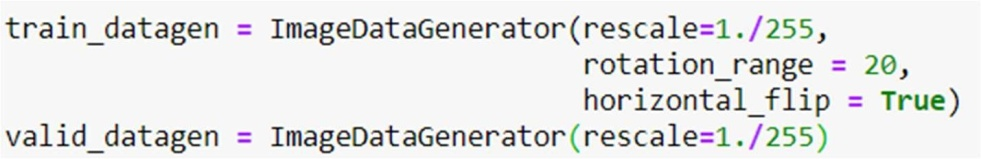 train_datagen = ImageDataGenerator(rescale=1./255,
rotation_range = 20,
horizontal_flip = True)
valid_datagen = ImageDataGenerator(rescale=1./255)